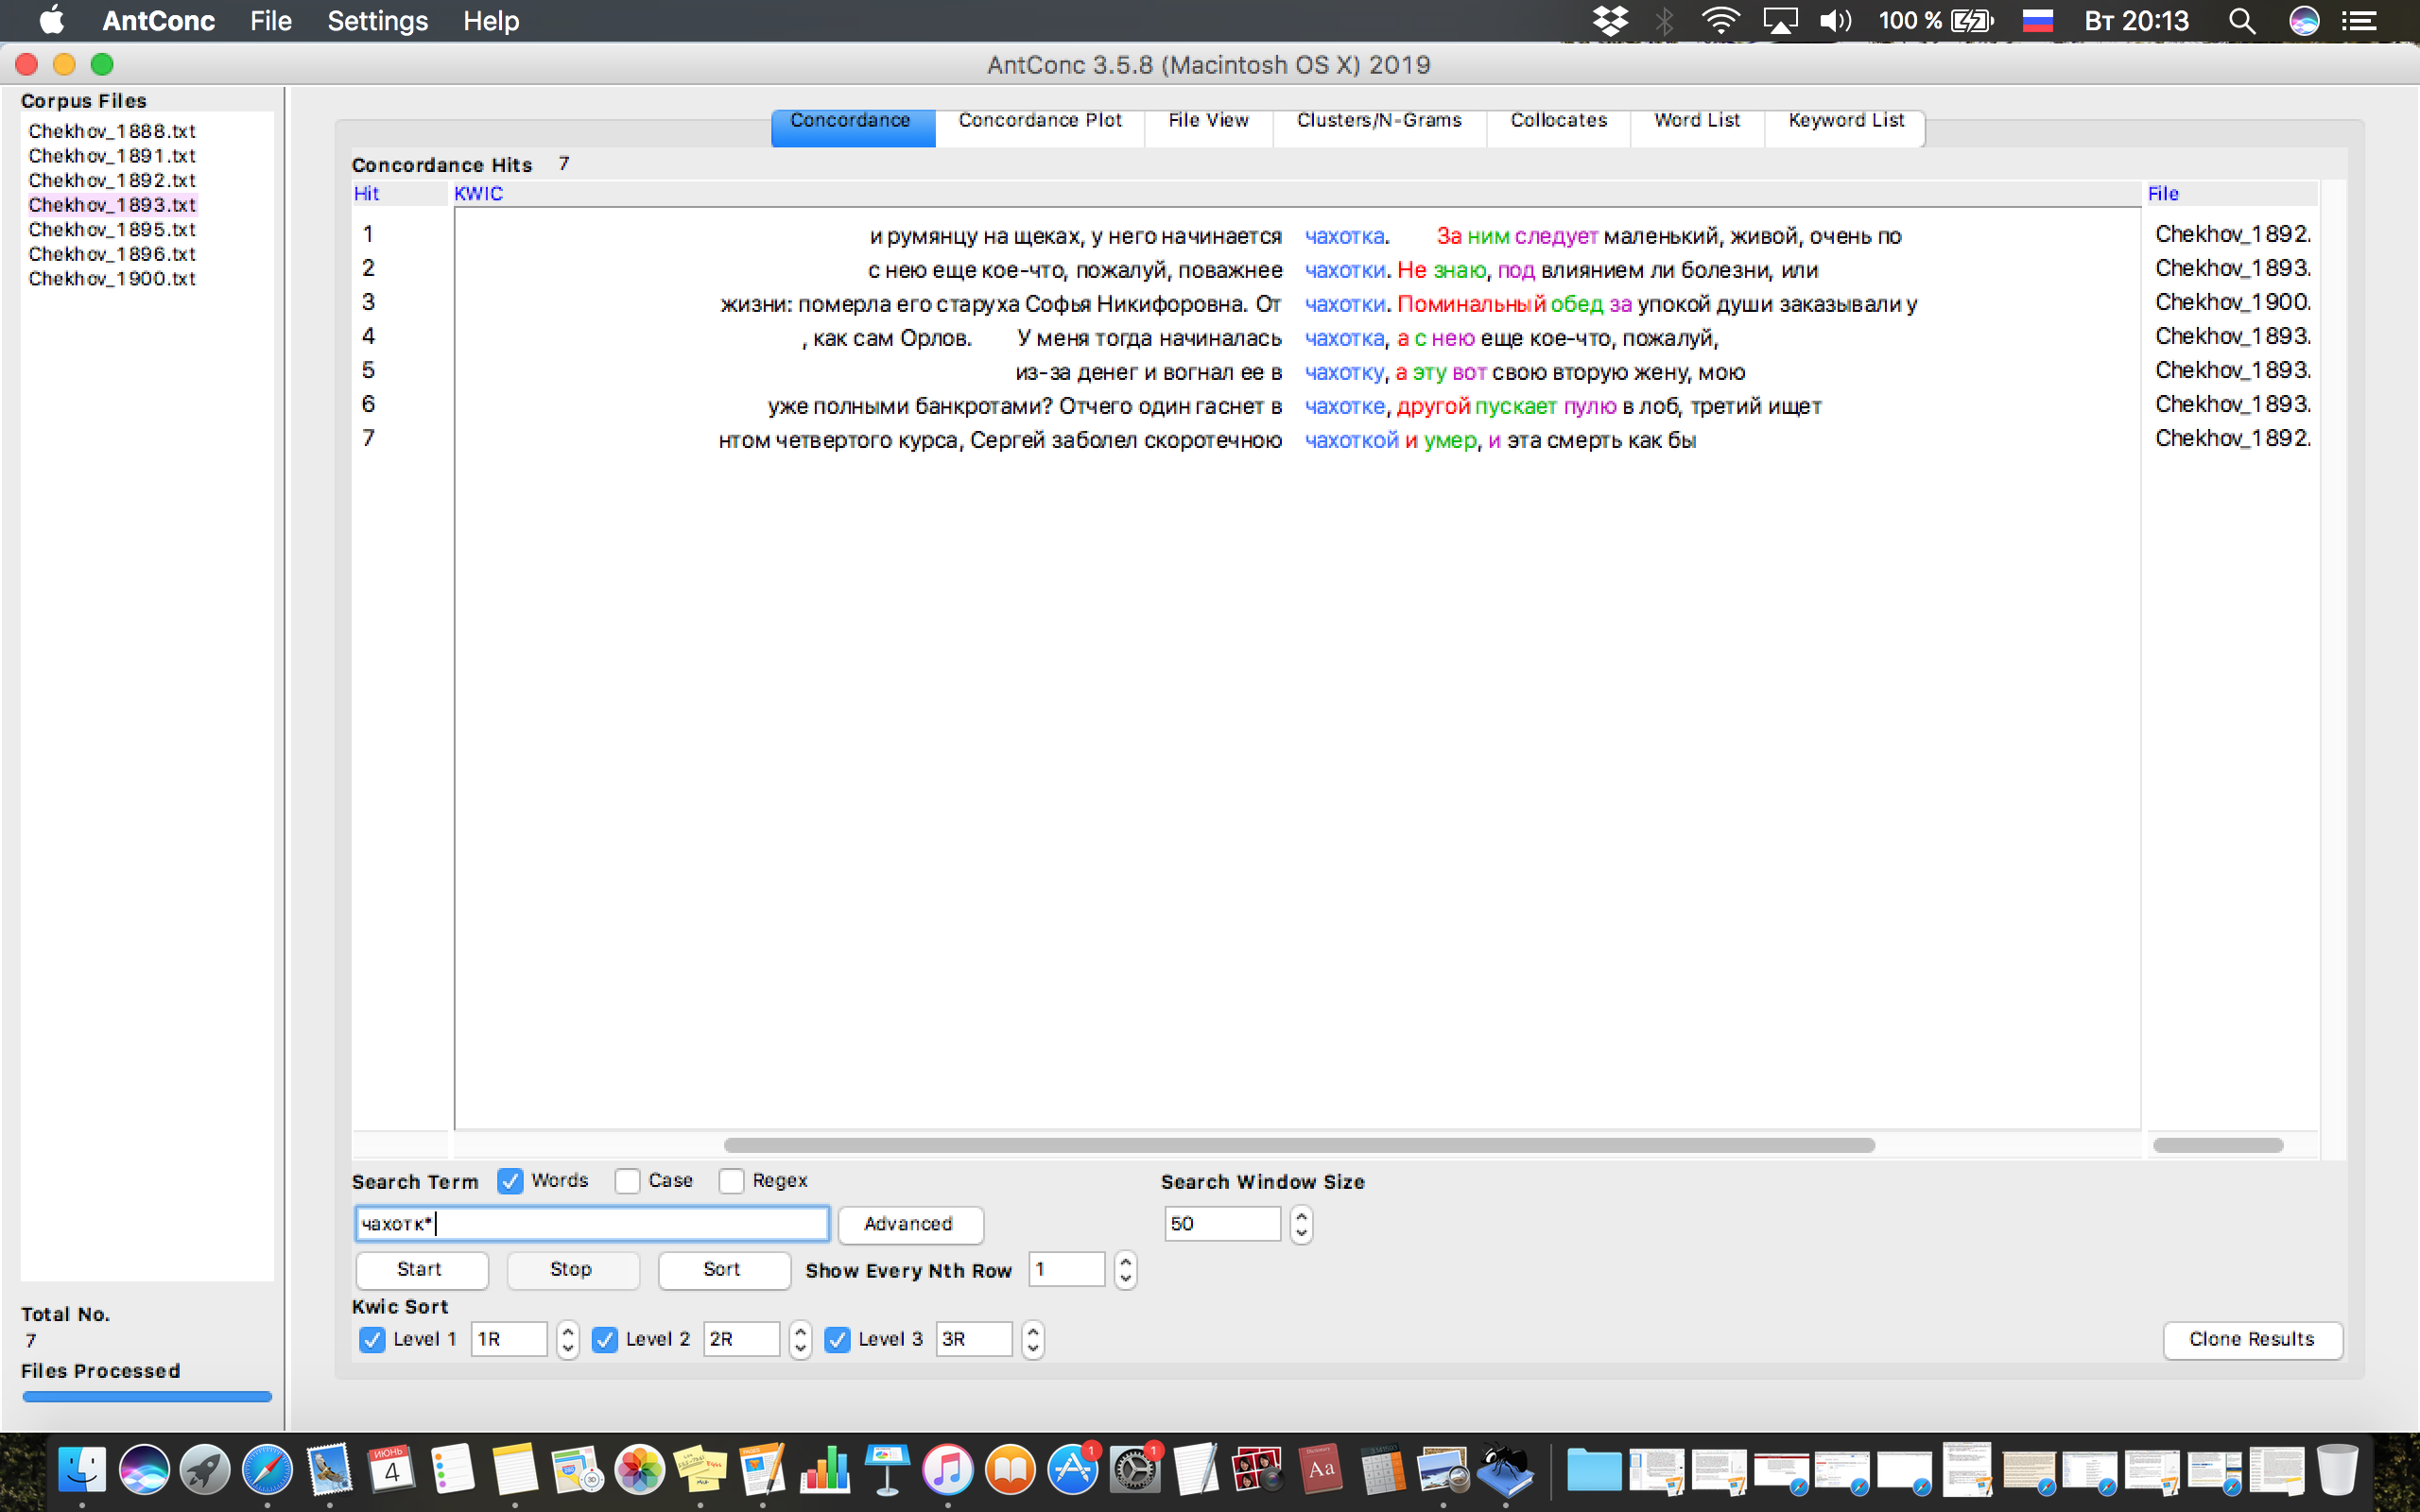 AntConc File Settings Help 100 % Вт 20:13
AntConc 3.5.8 (Macintosh OS X) 2019
Corpus Files
Chekhov_1888.txt
Chekhov_1891.txt
Chekhov_1892.txt
Chekhov_1893.txt
Chekhov_1895.txt
Chekhov_1896.txt
Chekhov_1900.txt
Total No.
7
Files Processed
Concordance Concordance Plot File View Clusters/N-Grams Collocates Word List Keyword List
Concordance Hits 7
Hit KWIC File
1 и румянцу на щеках, у него начинается чахотка. За ним следует маленький, живой, очень по Chekhov_1892.
2 с нею еще кое-что, пожалуй, поважнее чахотки. Не знаю, под влиянием ли болезни, или Chekhov_1893.
3 жизни: померла его старуха Софья Никифоровна. От чахотки. Поминальный обед за упокой души заказывали у Chekhov_1900.
4 , как сам Орлов. У меня тогда начиналась чахотка, а с нею еще кое-что, пожалуй, Chekhov_1893.
5 из-за денег и вогнал ее в чахотку, а эту вот свою вторую жену, мою Chekhov_1893.
6 уже полными банкротами? Отчего один гаснет в чахотке, другой пускает пулю в лоб, третий ищет Chekhov_1893.
7 нтом четвертого курса, Сергей заболел скоротечною чахоткой и умер, и эта смерть как бы Chekhov_1892.
Search Term Words Case Regex Search Window Size
чахотк* Advanced 50
Start Stop Sort Show Every Nth Row 1
Kwic Sort
Level 1 1R Level 2 2R Level 3 3R Clone Results
ИЮНЬ
4
PAGES
3D
1
1
Dictionary
Aa